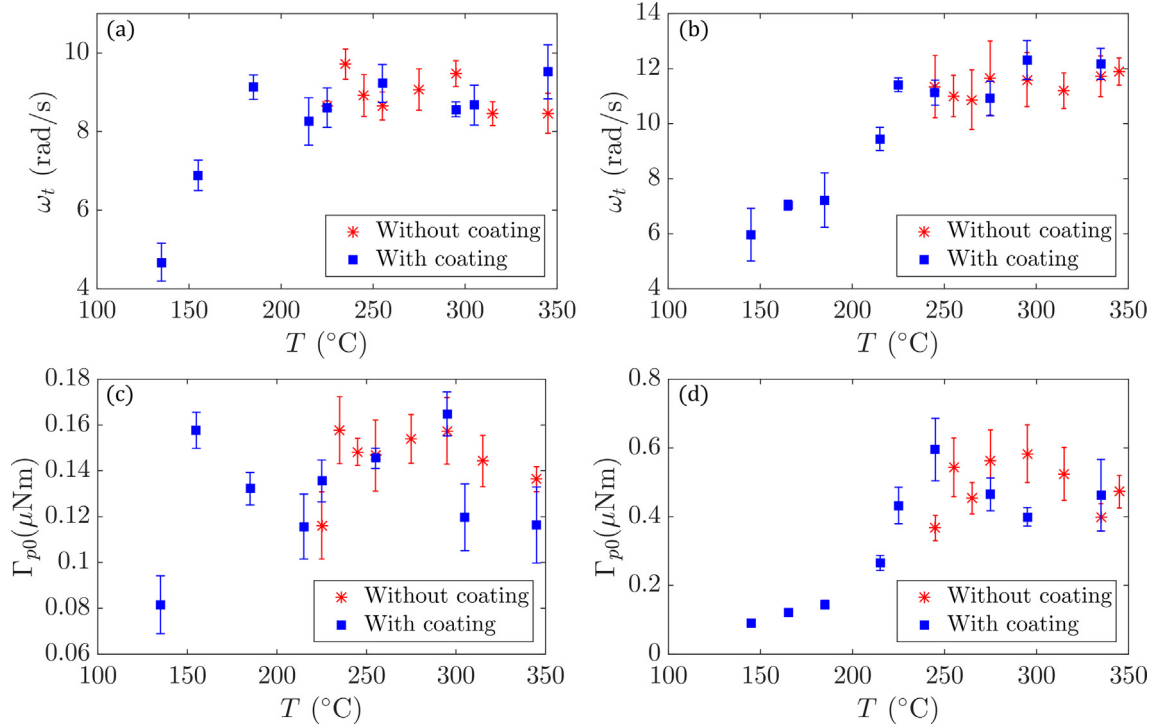 (a)
10
8
6
4
ω_t (rad/s)
Without coating
With coating
100 150 200 250 300 350
T (°C)
(b)
14
12
10
8
6
4
ω_t (rad/s)
Without coating
With coating
100 150 200 250 300 350
T (°C)
(c)
0.18
0.16
0.14
0.12
0.1
0.08
0.06
Γ_p0(μNm)
Without coating
With coating
100 150 200 250 300 350
T (°C)
(d)
0.8
0.6
0.4
0.2
0
Γ_p0(μNm)
Without coating
With coating
100 150 200 250 300 350
T (°C)